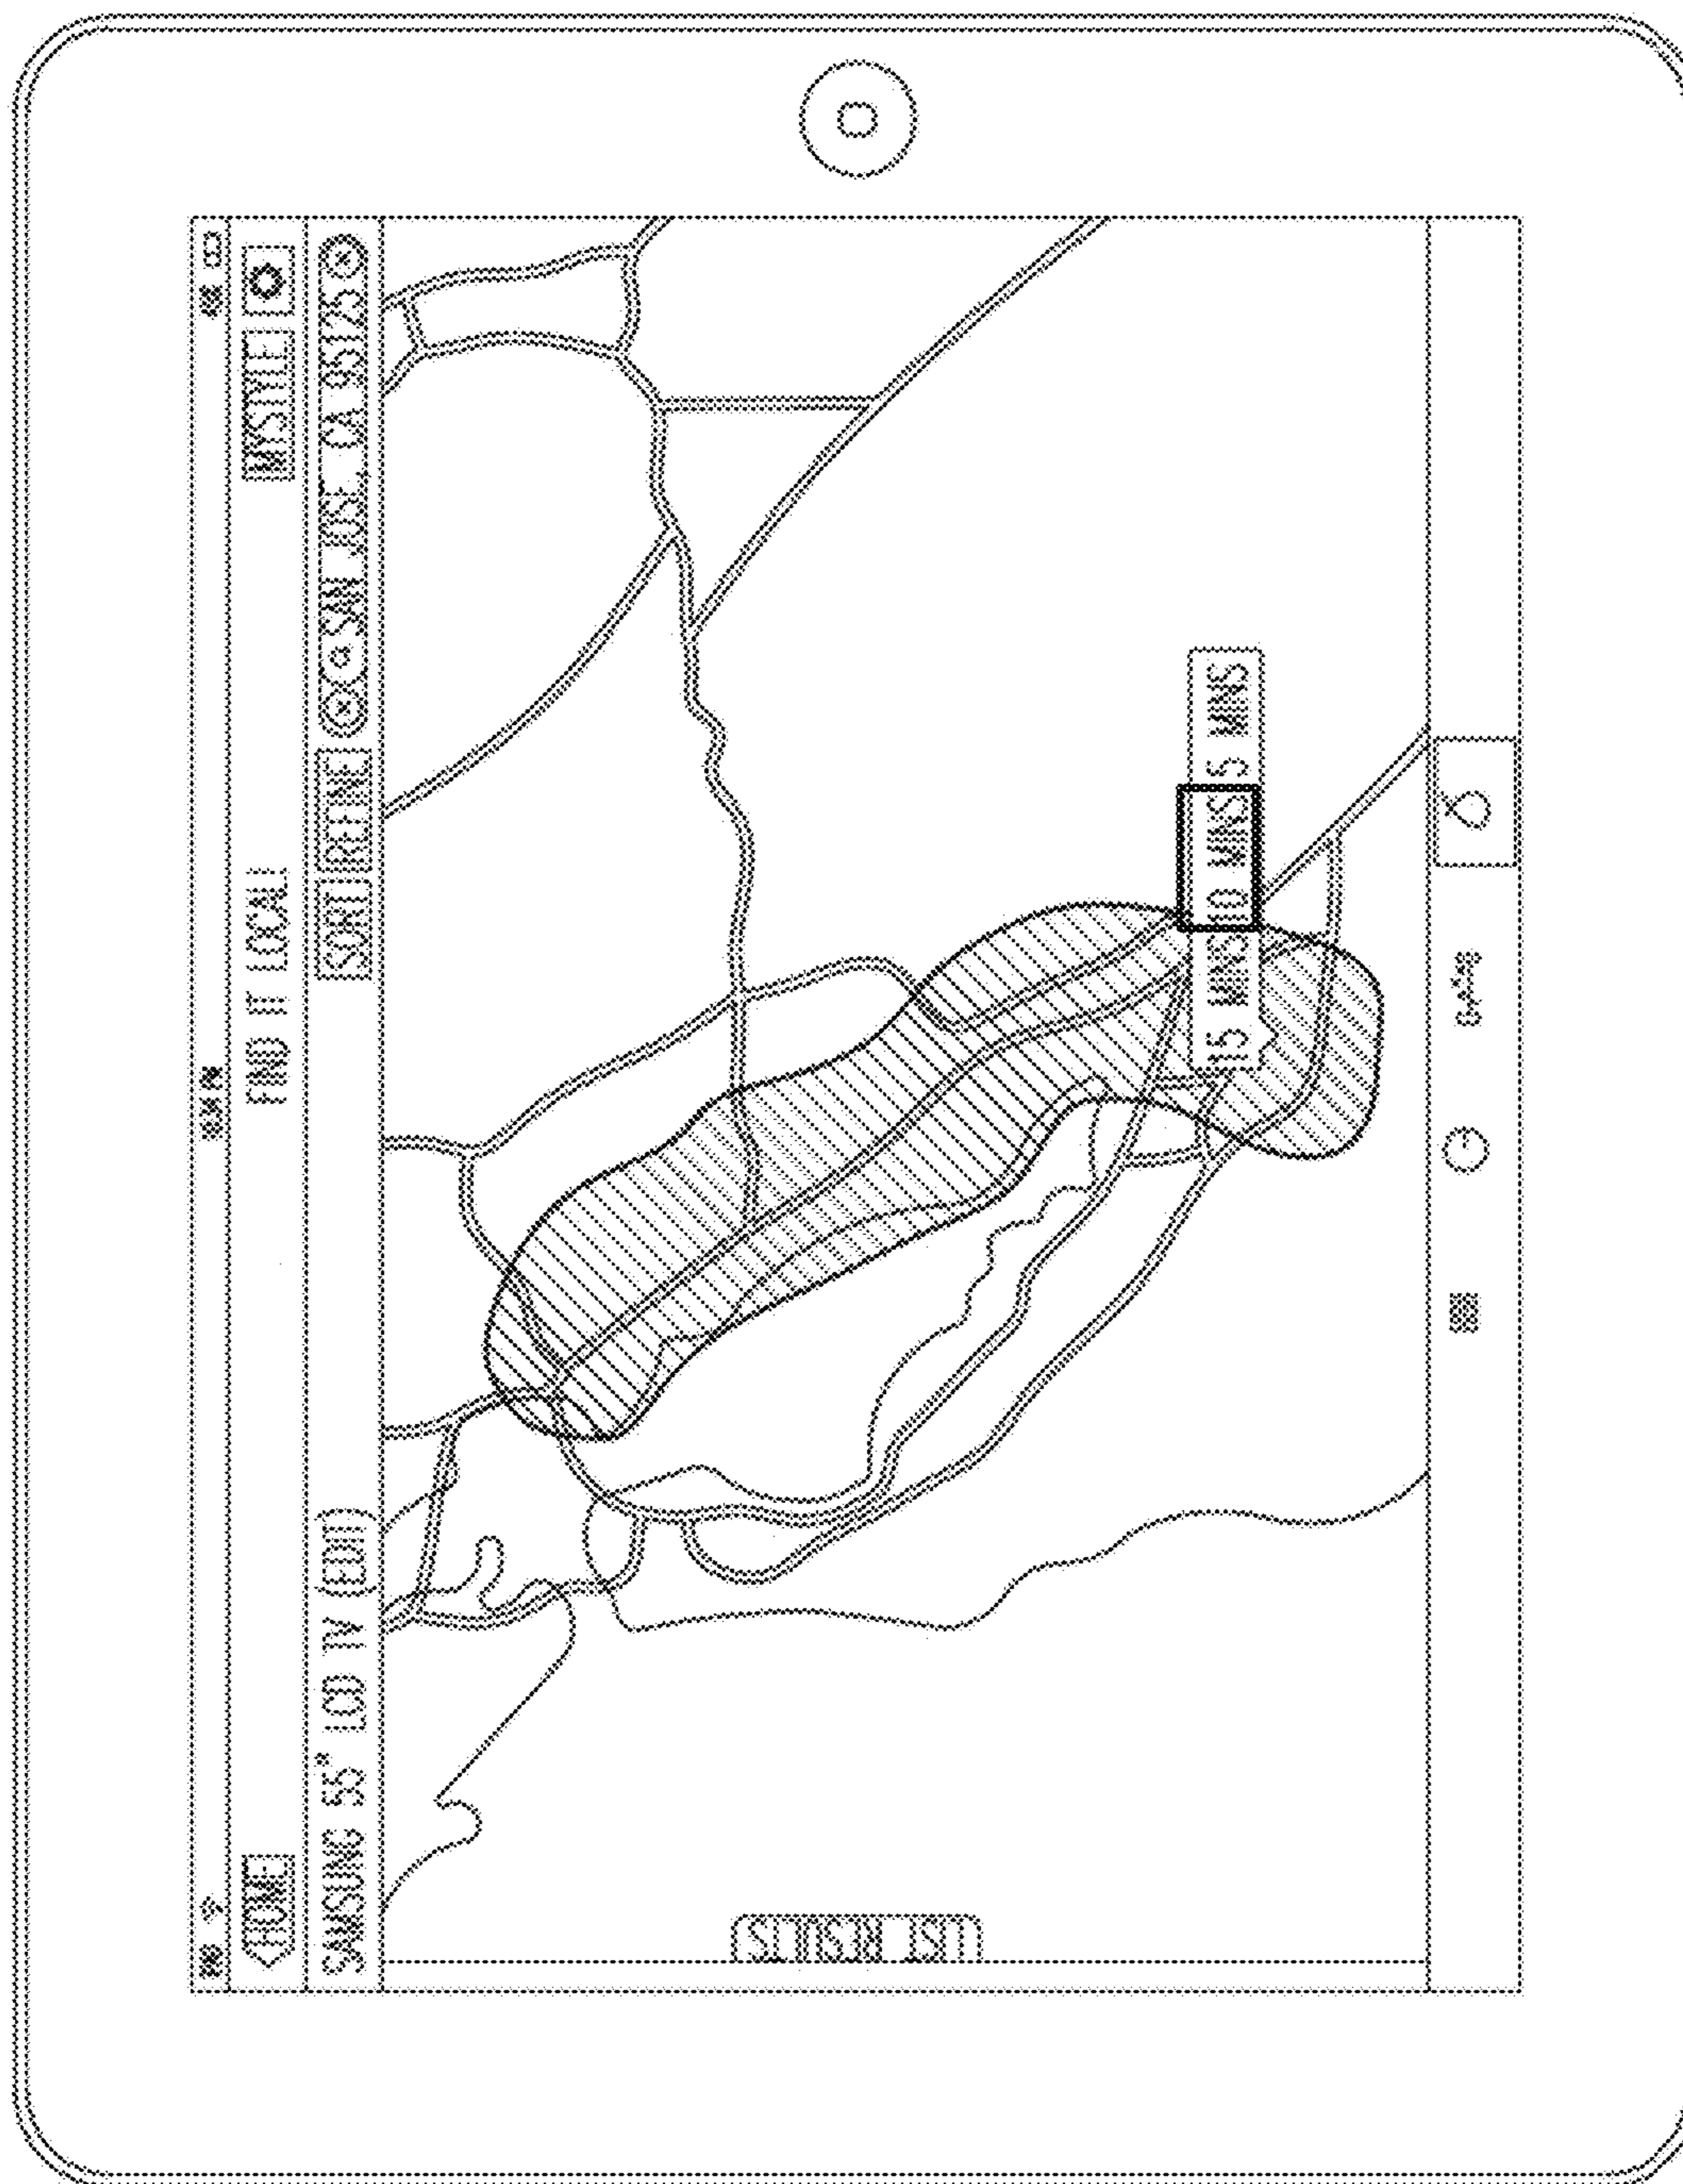 HOME
FIND IT LOCAL!
MYSTYLE
SAMSUNG 55" LCD TV (EDIT)
SORT
REFINE
SAN JOSE, CA 95125
15 MINS 10 MINS 5 MINS
LIST RESULTS